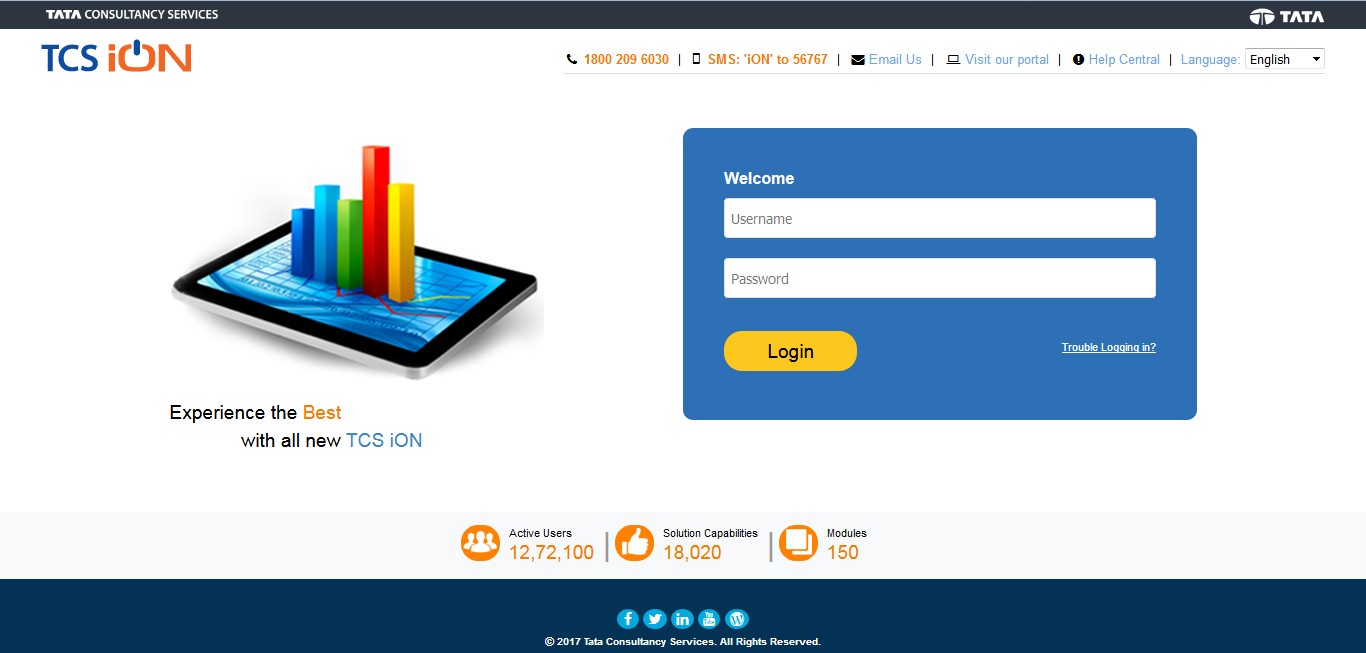 TATA CONSULTANCY SERVICES
TATA
TCS iON
1800 209 6030 | SMS: 'iON' to 56767 | Email Us | Visit our portal | Help Central | Language: English
Welcome
Username
Password
Login
Trouble Logging in?
Experience the Best
with all new TCS iON
Active Users
12,72,100
Solution Capabilities
18,020
Modules
150
© 2017 Tata Consultancy Services. All Rights Reserved.